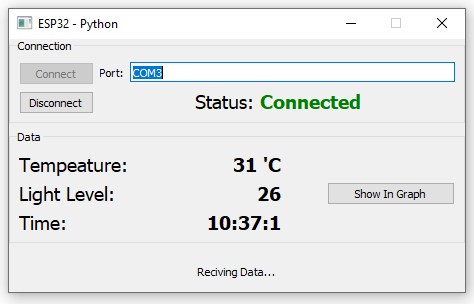 ESP32 - Python
Connection
Connect Port: COM3
Disconnect Status: Connected
Data
Tempeature: 31 'C
Light Level: 26 Show In Graph
Time: 10:37:1
Reciving Data...